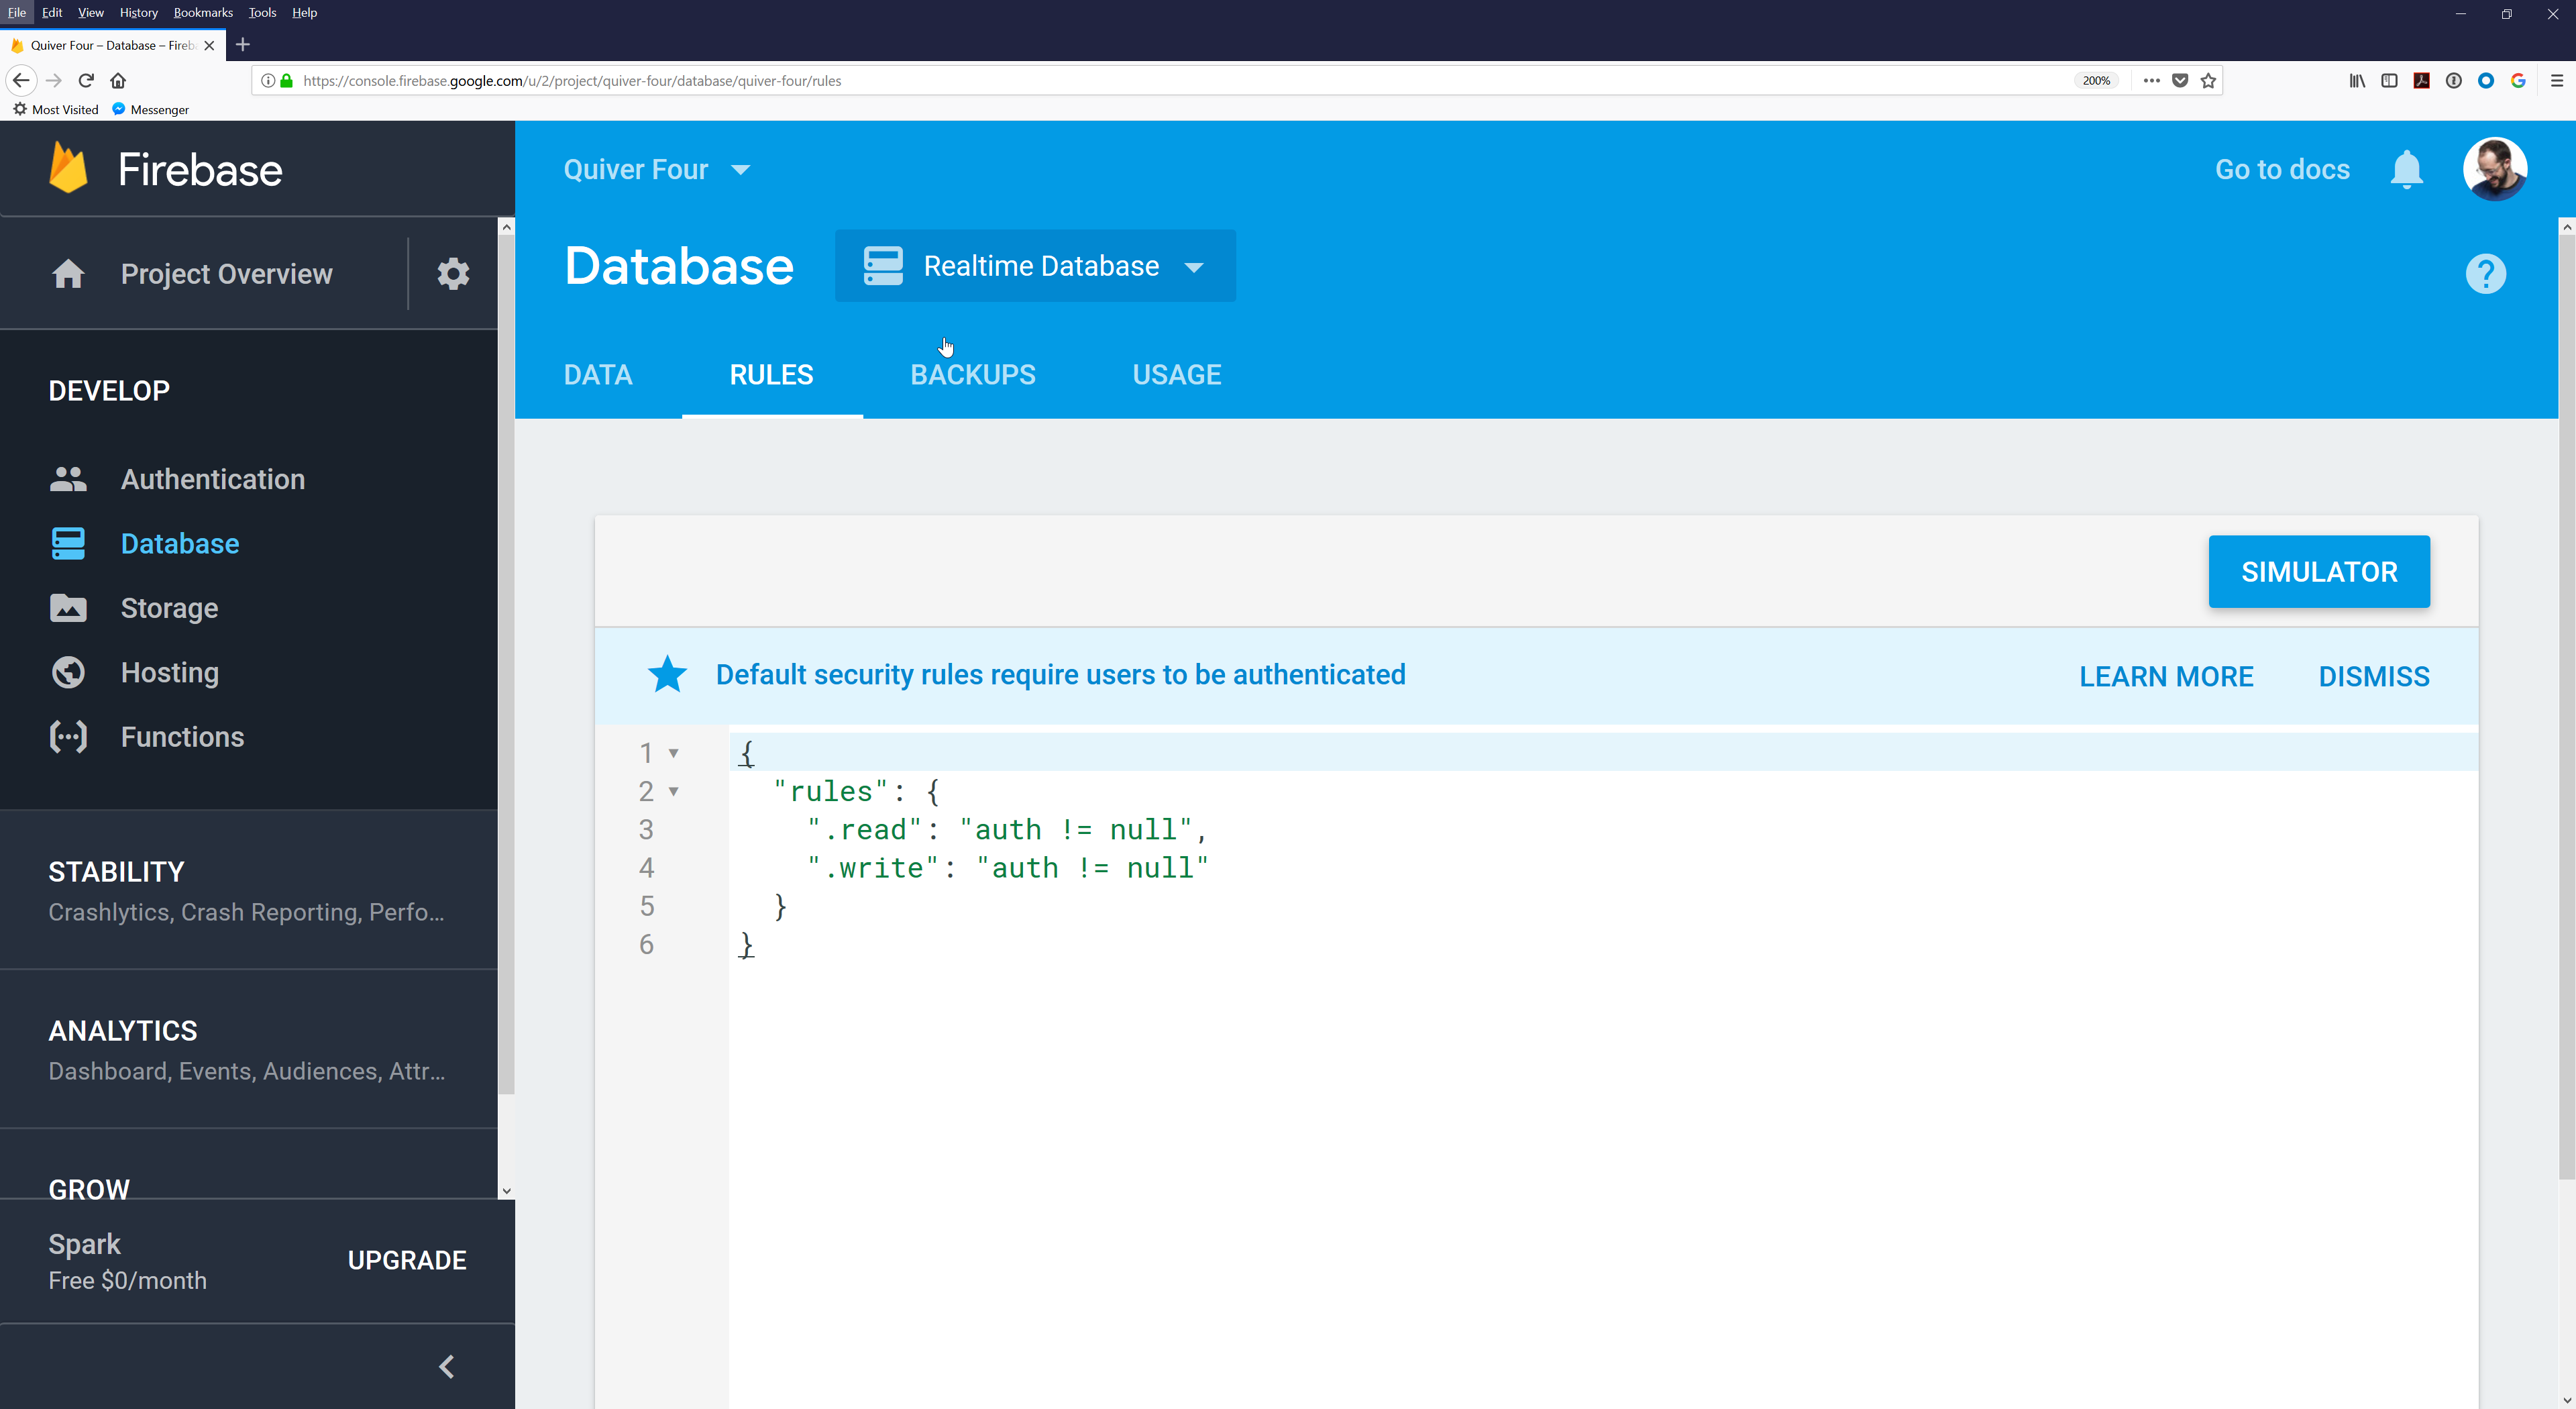 File Edit View History Bookmarks Tools Help
Quiver Four – Database – Fireb
https://console.firebase.google.com/u/2/project/quiver-four/database/quiver-four/rules
200%
Most Visited Messenger
Firebase
Quiver Four
Go to docs
Project Overview
Database
Realtime Database
DATA RULES BACKUPS USAGE
DEVELOP
Authentication
Database
Storage
Hosting
Functions
STABILITY
Crashlytics, Crash Reporting, Perfo...
ANALYTICS
Dashboard, Events, Audiences, Attr...
GROW
Spark
Free $0/month
UPGRADE
SIMULATOR
Default security rules require users to be authenticated
LEARN MORE DISMISS
1 {
2 "rules": {
3 ".read": "auth != null",
4 ".write": "auth != null"
5 }
6 }